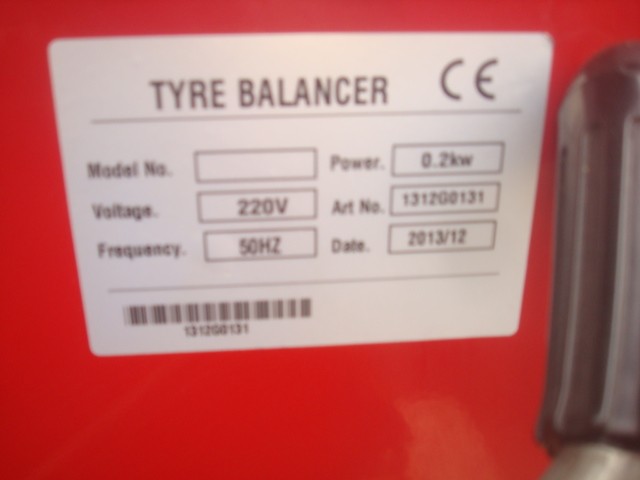 TYRE BALANCER CE
Model No. Power. 0.2kw
Voltage. 220V Art No. 1312G0131
Frequency. 50HZ Date. 2013/12
1312G0131